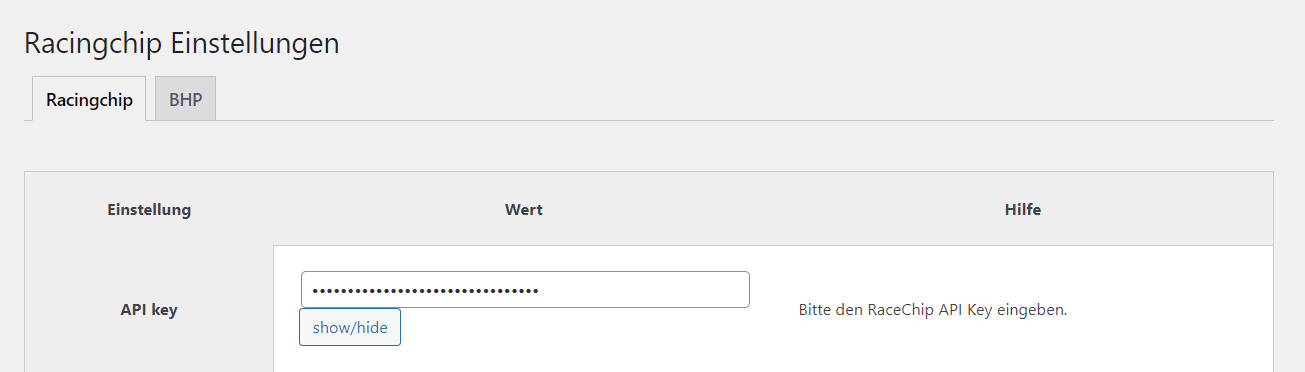 Racingchip Einstellungen
Racingchip BHP
Einstellung Wert Hilfe
API key •••••••••••••••••••••••••••••••• Bitte den RaceChip API Key eingeben.
show/hide